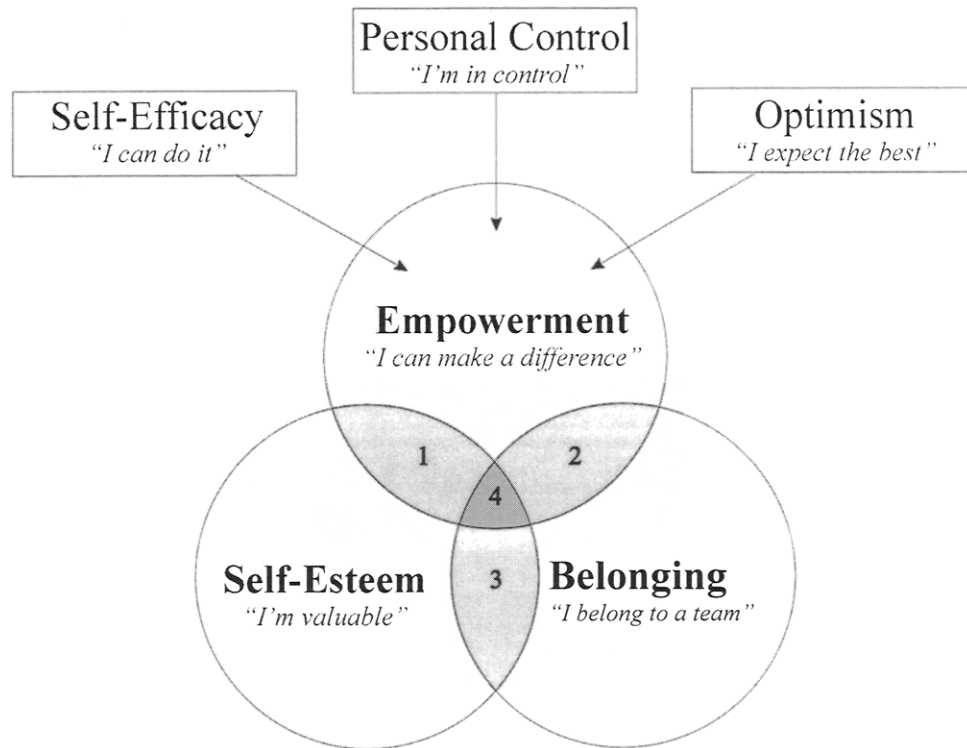 Personal Control
"I'm in control"
Self-Efficacy
"I can do it"
Optimism
"I expect the best"
Empowerment
"I can make a difference"
1
2
4
3
Self-Esteem
"I'm valuable"
Belonging
"I belong to a team"